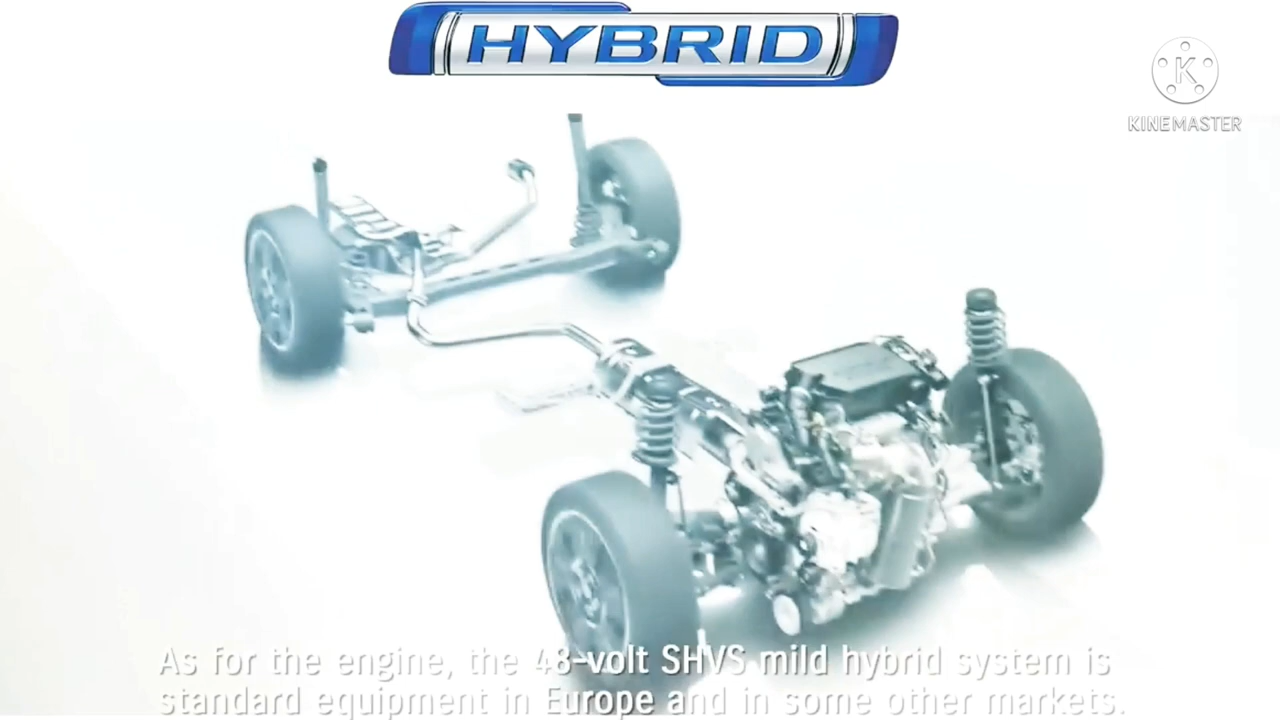 HYBRID
K
KINEMASTER
As for the engine, the 48-volt SHVS mild hybrid system is
standard equipment in Europe and in some other markets.